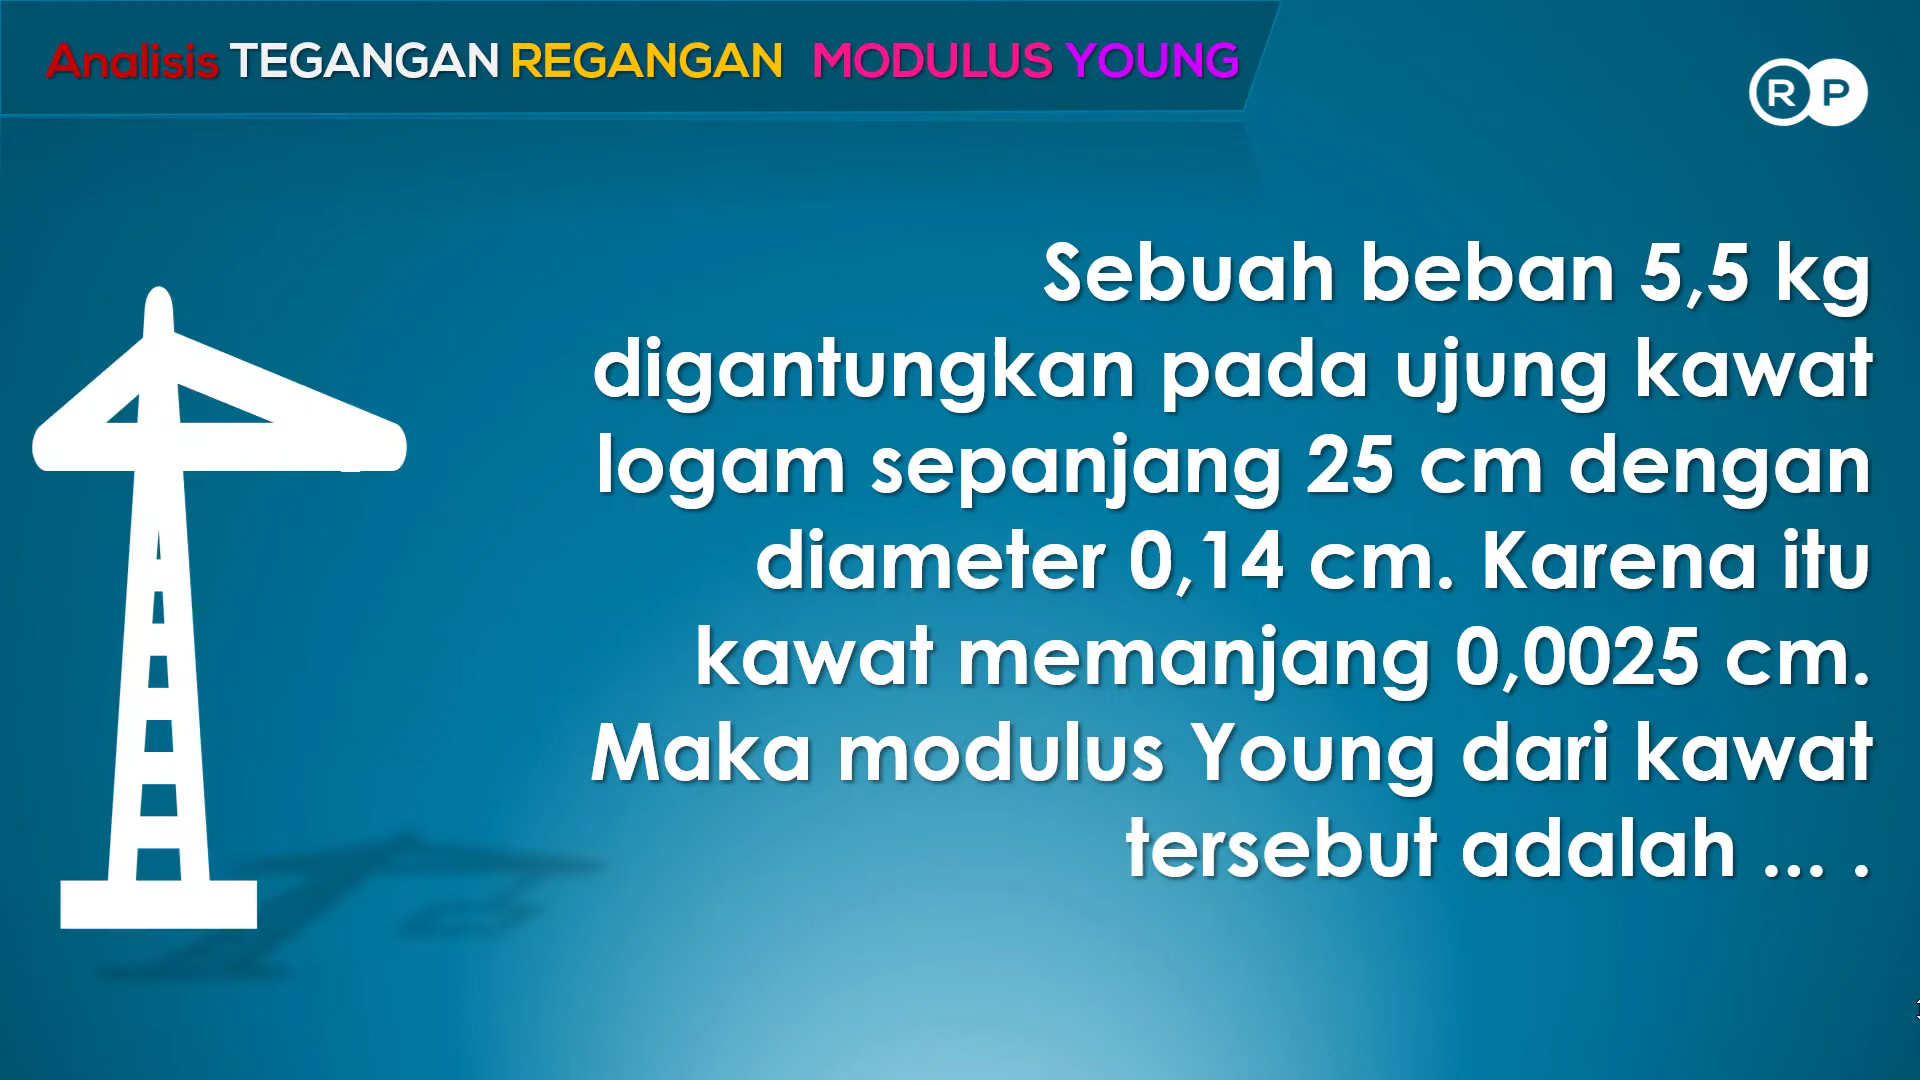 Analisis TEGANGAN REGANGAN MODULUS YOUNG
R P
Sebuah beban 5,5 kg
digantungkan pada ujung kawat
logam sepanjang 25 cm dengan
diameter 0,14 cm. Karena itu
kawat memanjang 0,0025 cm.
Maka modulus Young dari kawat
tersebut adalah ... .